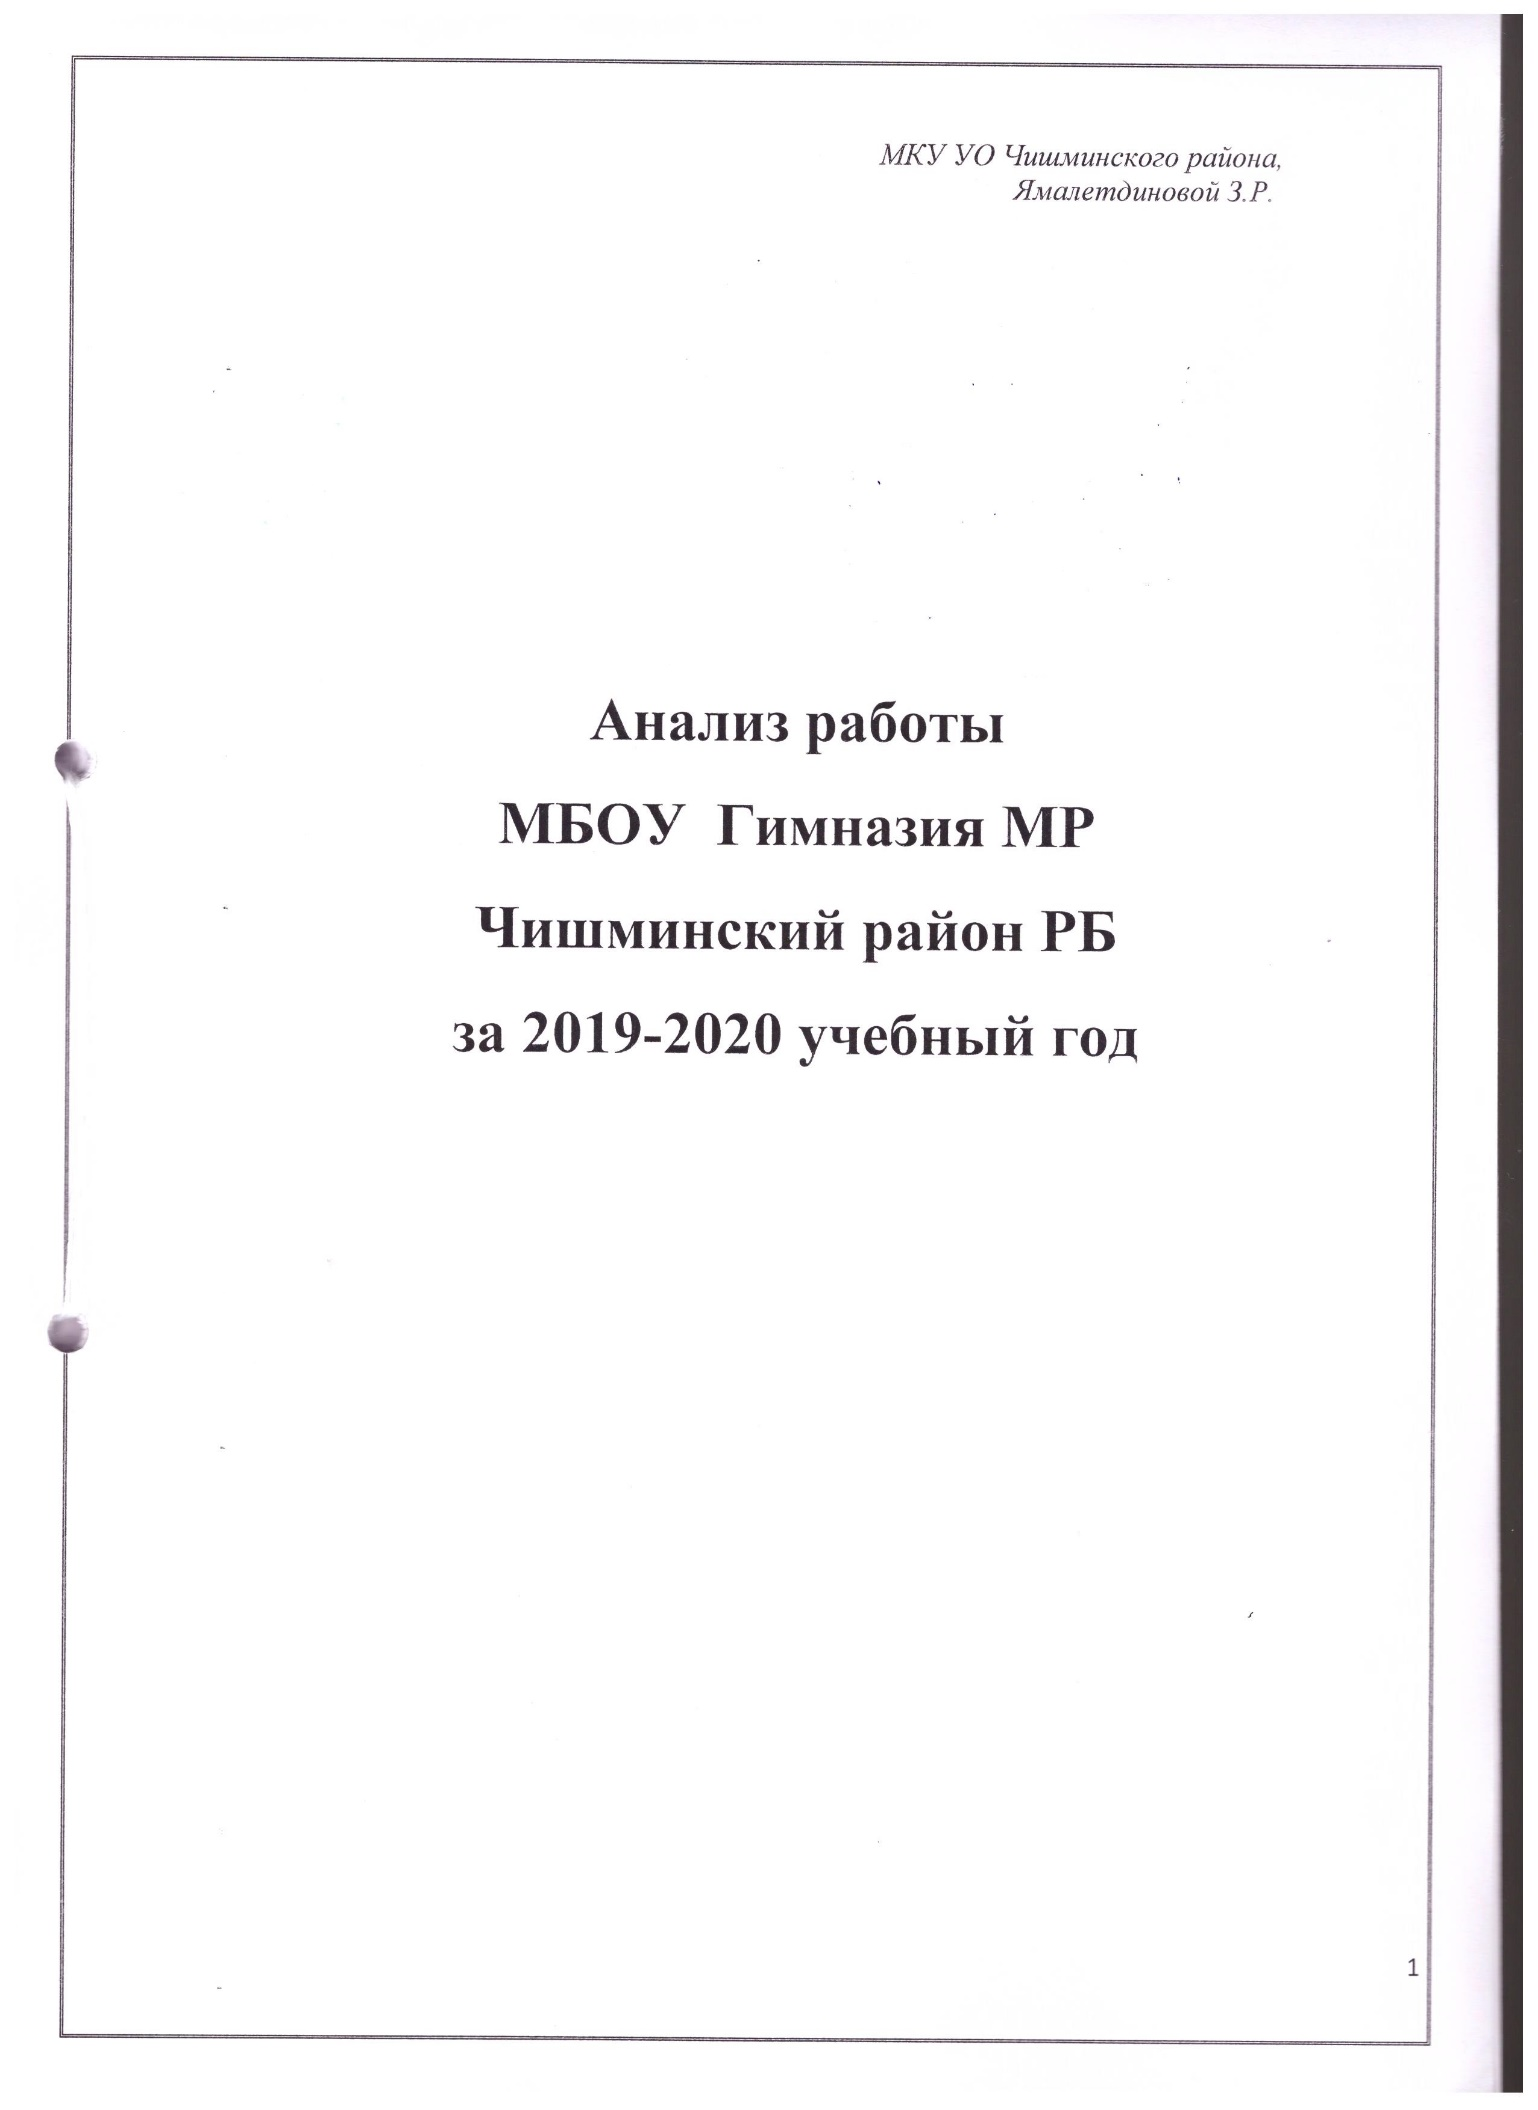 МКУ УО Чишминского района,
Ямалетдиновой З.Р.
Анализ работы
МБОУ Гимназия МР
Чишминский район РБ
за 2019-2020 учебный год
1